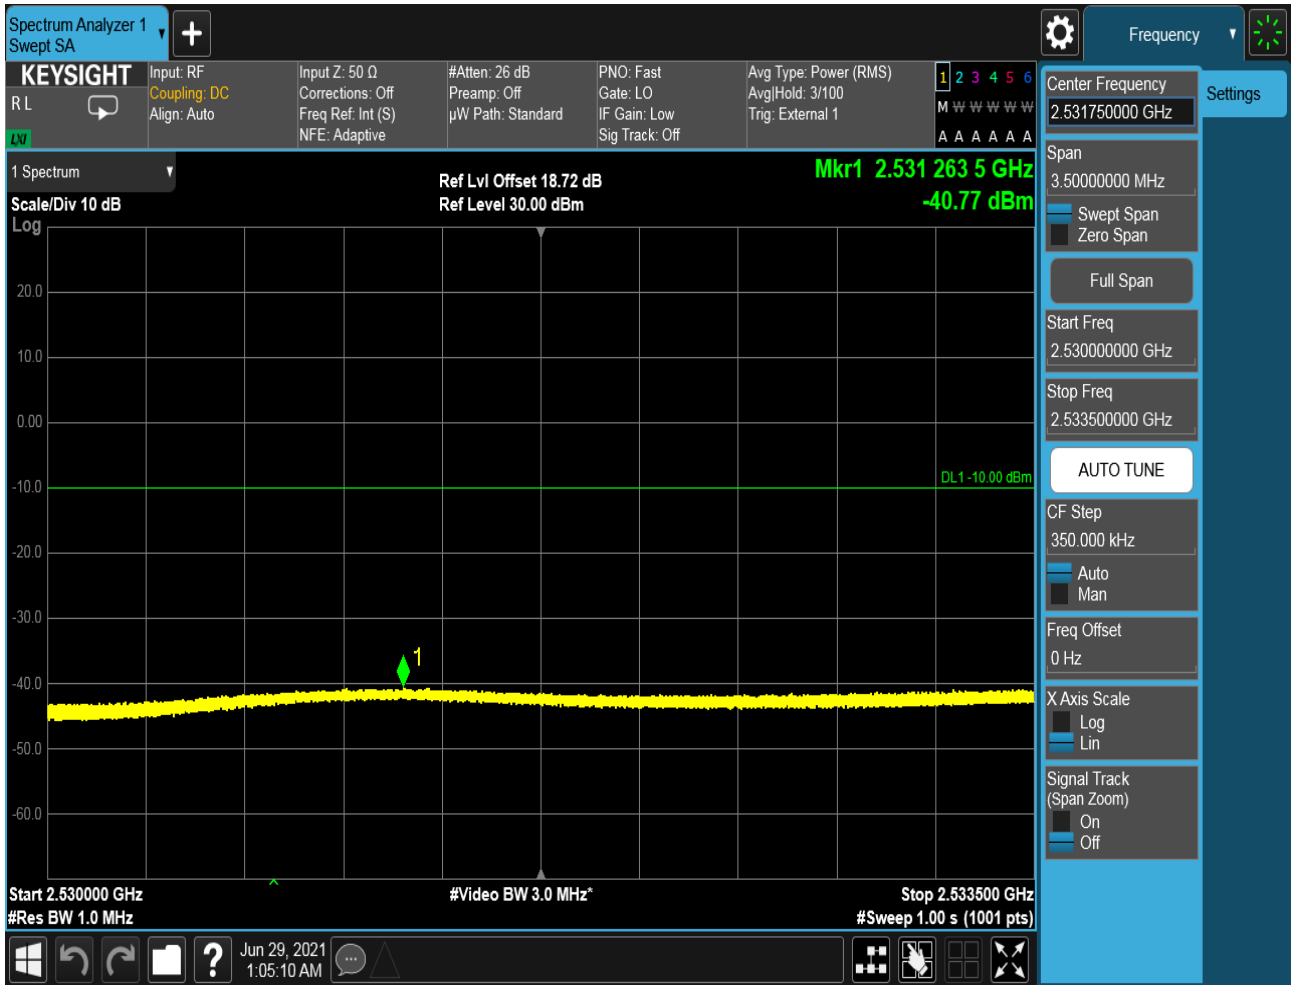 Spectrum Analyzer 1
Swept SA
Frequency
KEYSIGHT
R L
LXI
Input: RF
Coupling: DC
Align: Auto
Input Z: 50 Ω
Corrections: Off
Freq Ref: Int (S)
NFE: Adaptive
#Atten: 26 dB
Preamp: Off
µW Path: Standard
PNO: Fast
Gate: LO
IF Gain: Low
Sig Track: Off
Avg Type: Power (RMS)
Avg|Hold: 3/100
Trig: External 1
1 2 3 4 5 6
M W W W W W
A A A A A A
1 Spectrum
Scale/Div 10 dB
Log
Ref Lvl Offset 18.72 dB
Ref Level 30.00 dBm
Mkr1 2.531 263 5 GHz
-40.77 dBm
20.0
10.0
0.00
-10.0
-20.0
-30.0
-40.0
-50.0
-60.0
DL1 -10.00 dBm
1
Start 2.530000 GHz
#Res BW 1.0 MHz
#Video BW 3.0 MHz*
Stop 2.533500 GHz
#Sweep 1.00 s (1001 pts)
Jun 29, 2021
1:05:10 AM
?
Center Frequency
2.531750000 GHz
Settings
Span
3.50000000 MHz
Swept Span
Zero Span
Full Span
Start Freq
2.530000000 GHz
Stop Freq
2.533500000 GHz
AUTO TUNE
CF Step
350.000 kHz
Auto
Man
Freq Offset
0 Hz
X Axis Scale
Log
Lin
Signal Track
(Span Zoom)
On
Off